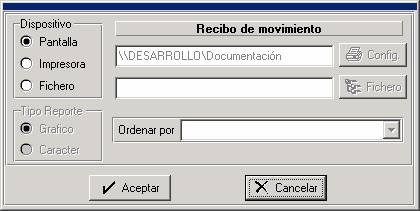 Dispositivo
Pantalla
Impresora
Fichero
Recibo de movimiento
\\DESARROLLO\Documentación
Config.
Fichero
Tipo Reporte
Grafico
Caracter
Ordenar por
Aceptar
Cancelar